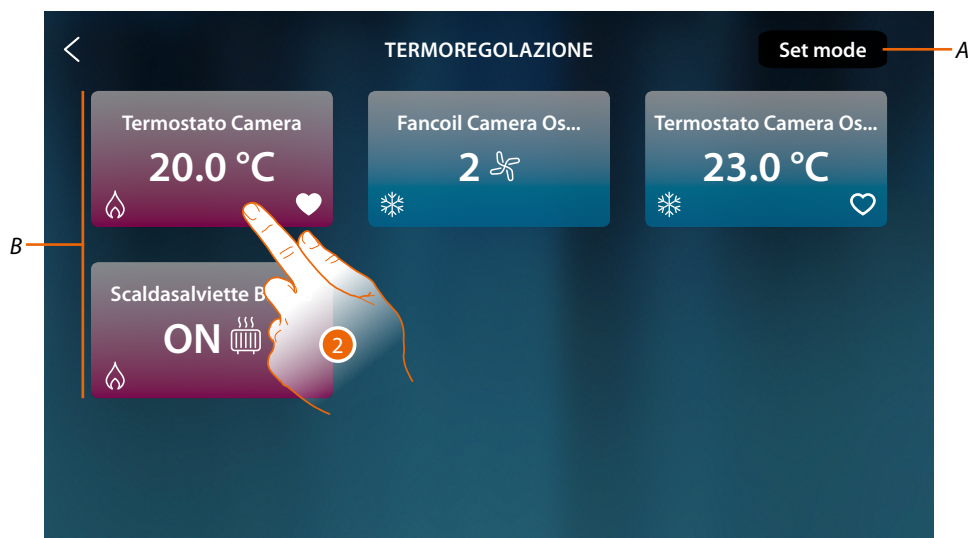 TERMOREGOLAZIONE
Set mode
A
Termostato Camera
20.0 °C
Fancoil Camera Os...
2
Termostato Camera Os...
23.0 °C
B
Scaldasalviette B
ON
2